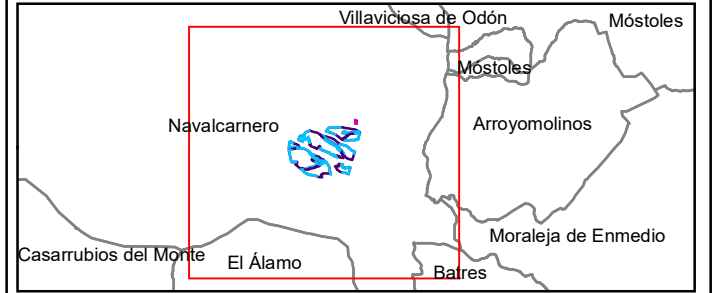 Villaviciosa de Odón
Móstoles
Móstoles
Navalcarnero
Arroyomolinos
Moraleja de Enmedio
Casarrubios del Monte
El Álamo
Batres